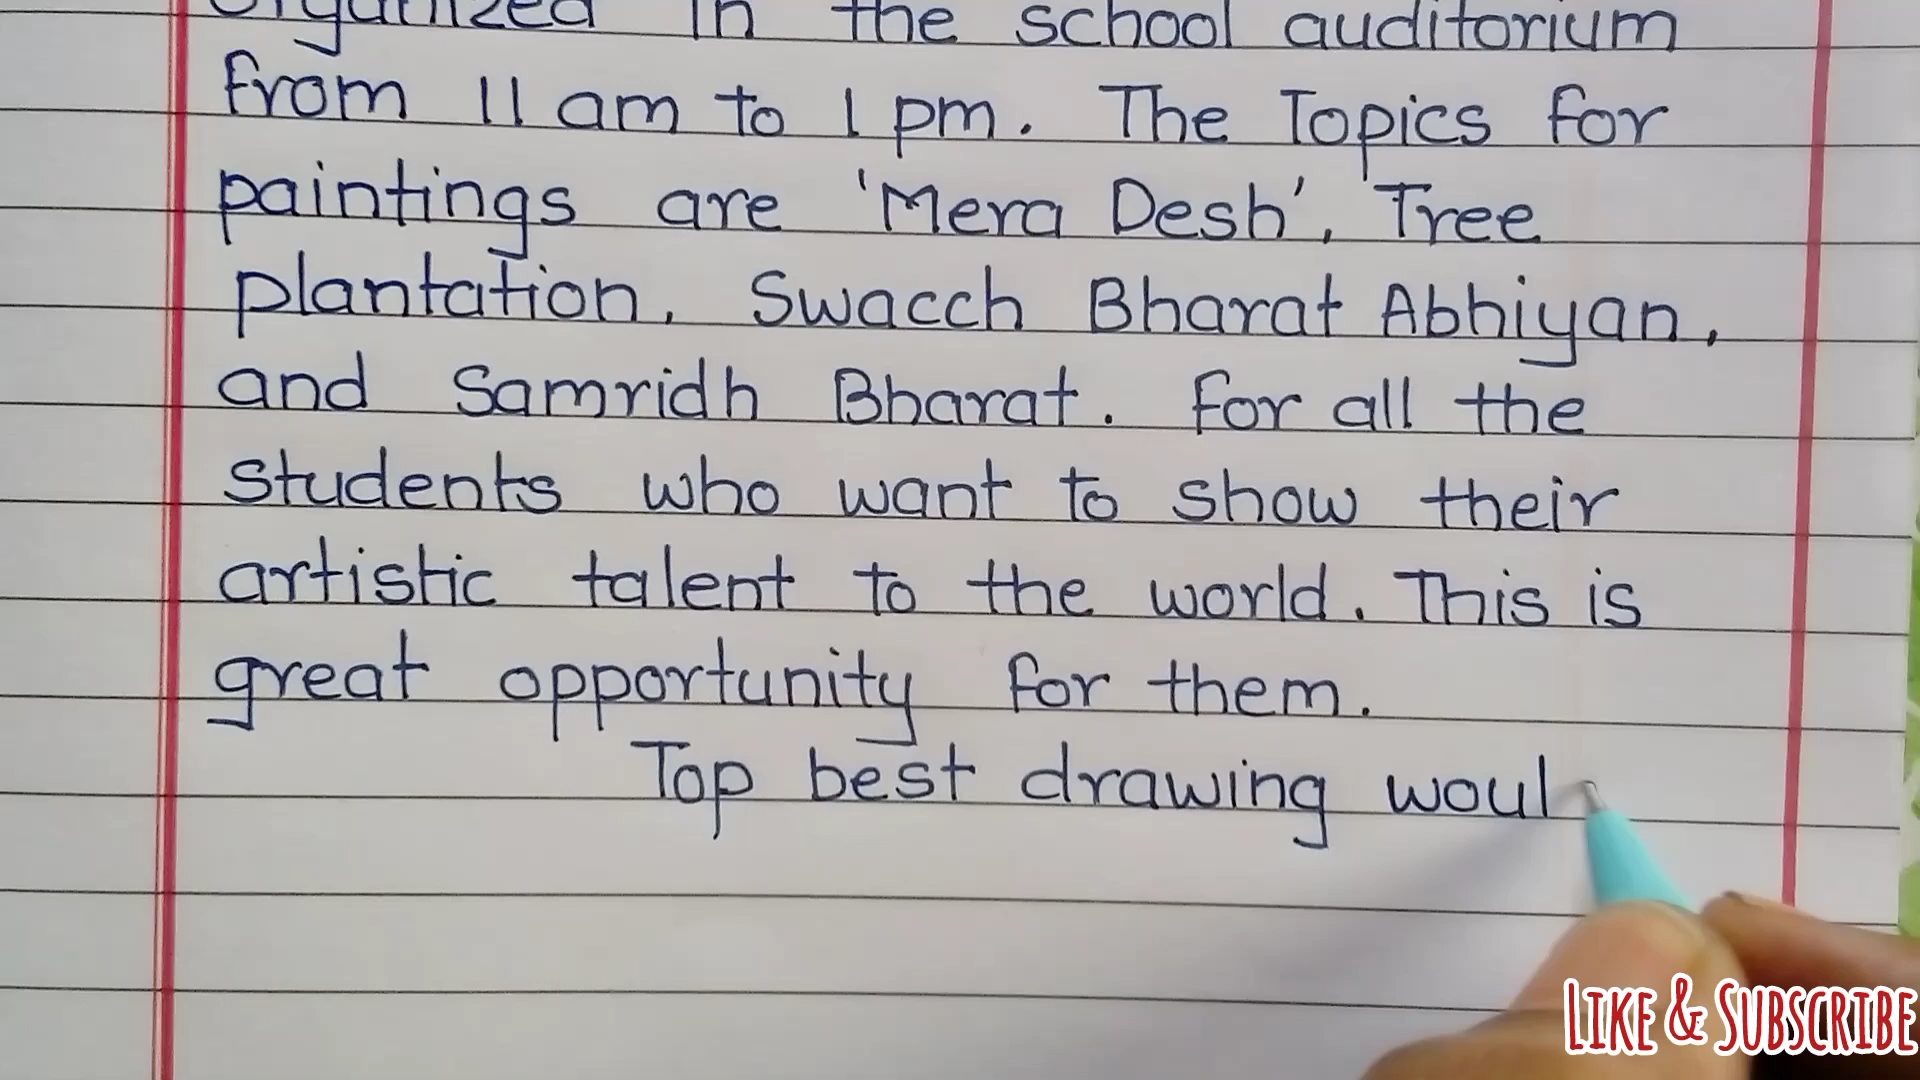 organized in the school auditorium
from 11 am to 1 pm. The Topics for
paintings are 'Mera Desh', Tree
plantation, Swacch Bharat Abhiyan,
and Samridh Bharat. For all the
students who want to show their
artistic talent to the world. This is
great opportunity for them.
Top best drawing woul
LIKE & SUBSCRIBE